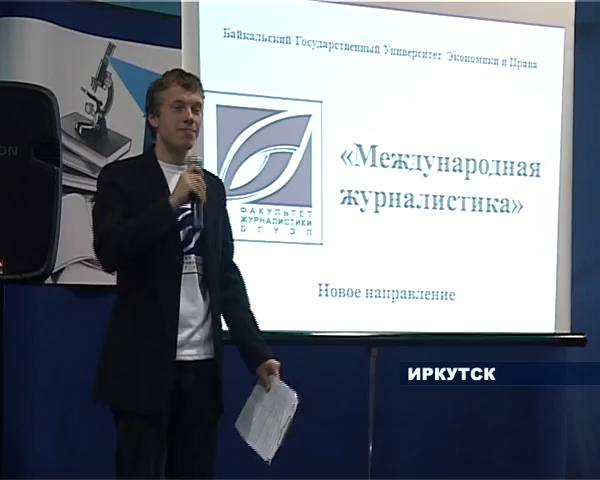 Байкальский Государственный Университет Экономики и Права
ФАКУЛЬТЕТ
ЖУРНАЛИСТИКИ
БГУЭП
«Международная
журналистика»
Новое направление
ИРКУТСК